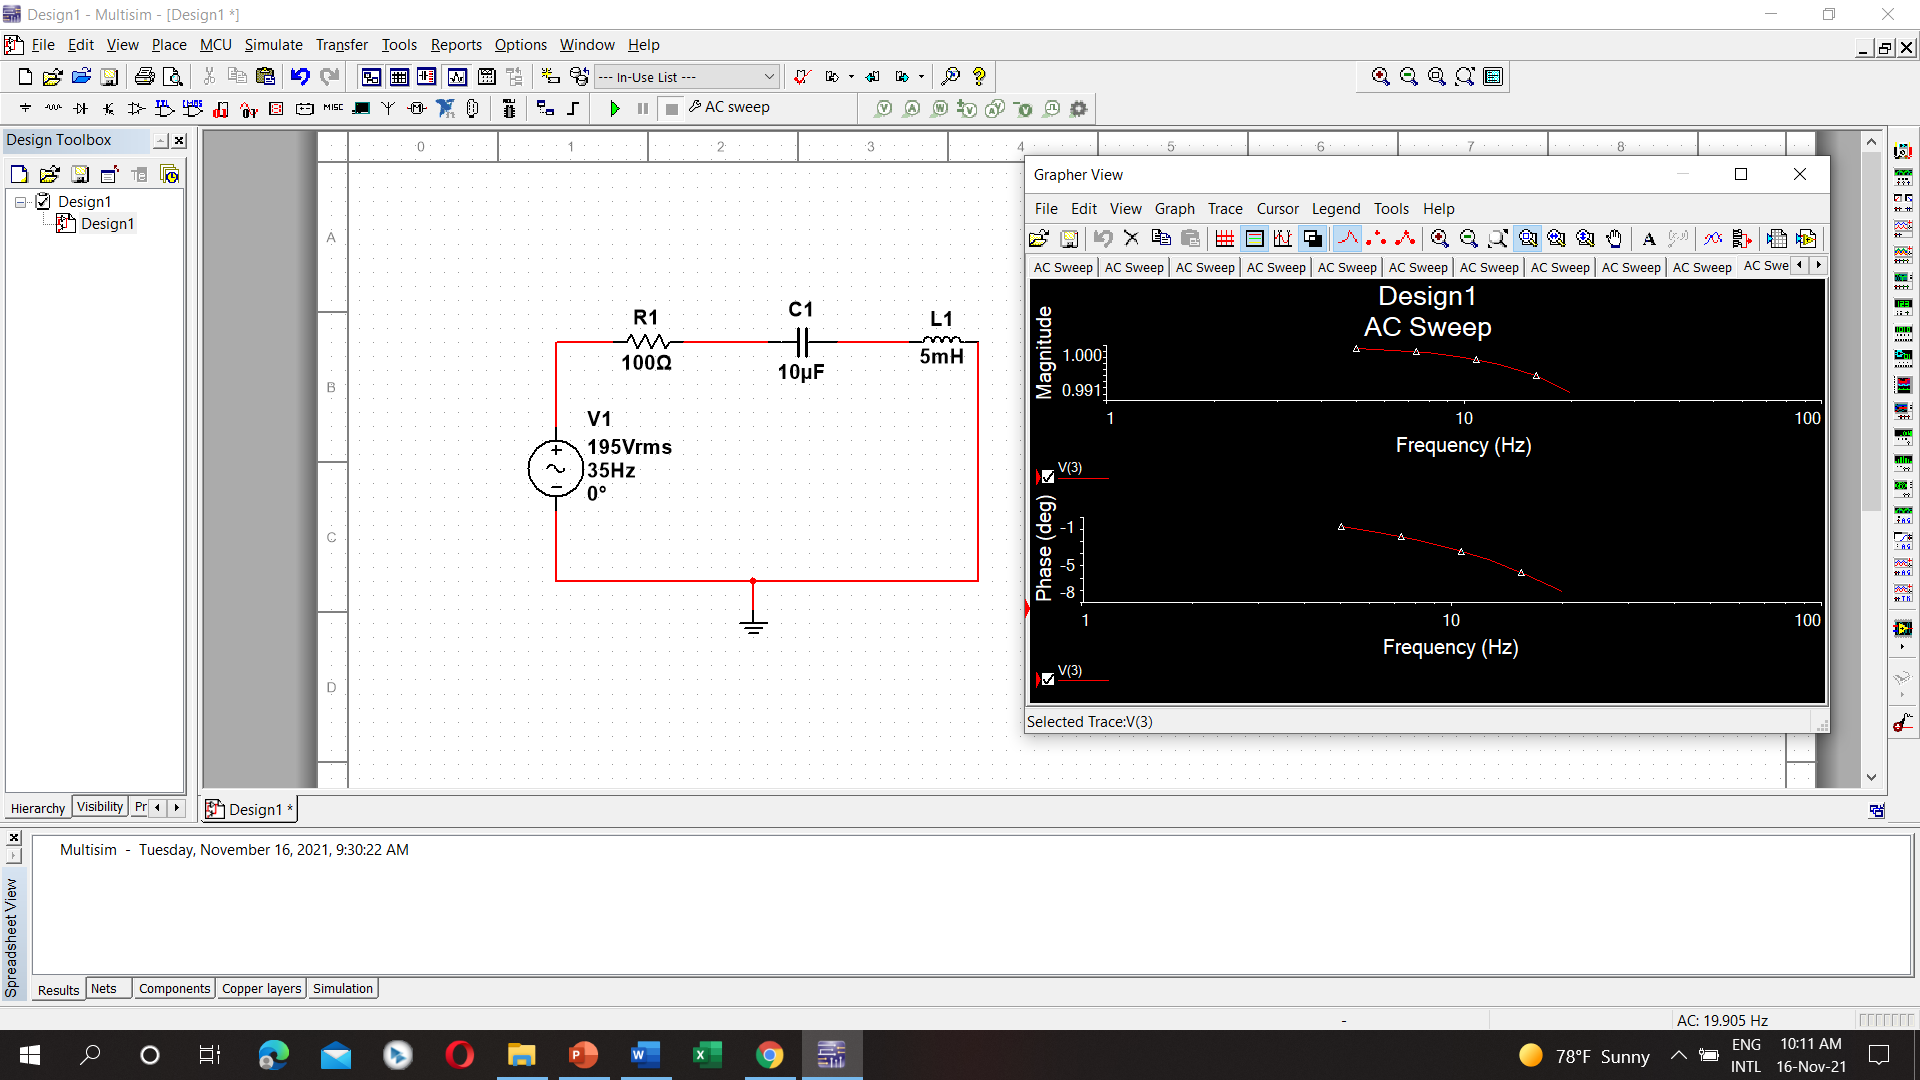 Design1 - Multisim - [Design1 *]
File Edit View Place MCU Simulate Transfer Tools Reports Options Window Help
--- In-Use List ---
MISC
AC sweep
Design Toolbox
Design1
Design1
Hierarchy Visibility Pr
0 1 2 3 4 5 6 7 8
A
B
C
D
R1
100Ω
C1
10µF
L1
5mH
V1
195Vrms
35Hz
0°
Design1 *
Grapher View
File Edit View Graph Trace Cursor Legend Tools Help
AC Sweep AC Sweep AC Sweep AC Sweep AC Sweep AC Sweep AC Sweep AC Sweep AC Sweep AC Sweep AC Swe
Design1
AC Sweep
Magnitude
1.000
0.991
1 10 100
Frequency (Hz)
V(3)
Phase (deg)
-1
-5
-8
1 10 100
Frequency (Hz)
V(3)
Selected Trace:V(3)
Spreadsheet View
Multisim - Tuesday, November 16, 2021, 9:30:22 AM
Results Nets Components Copper layers Simulation
- AC: 19.905 Hz
78°F Sunny
ENG
INTL
10:11 AM
16-Nov-21